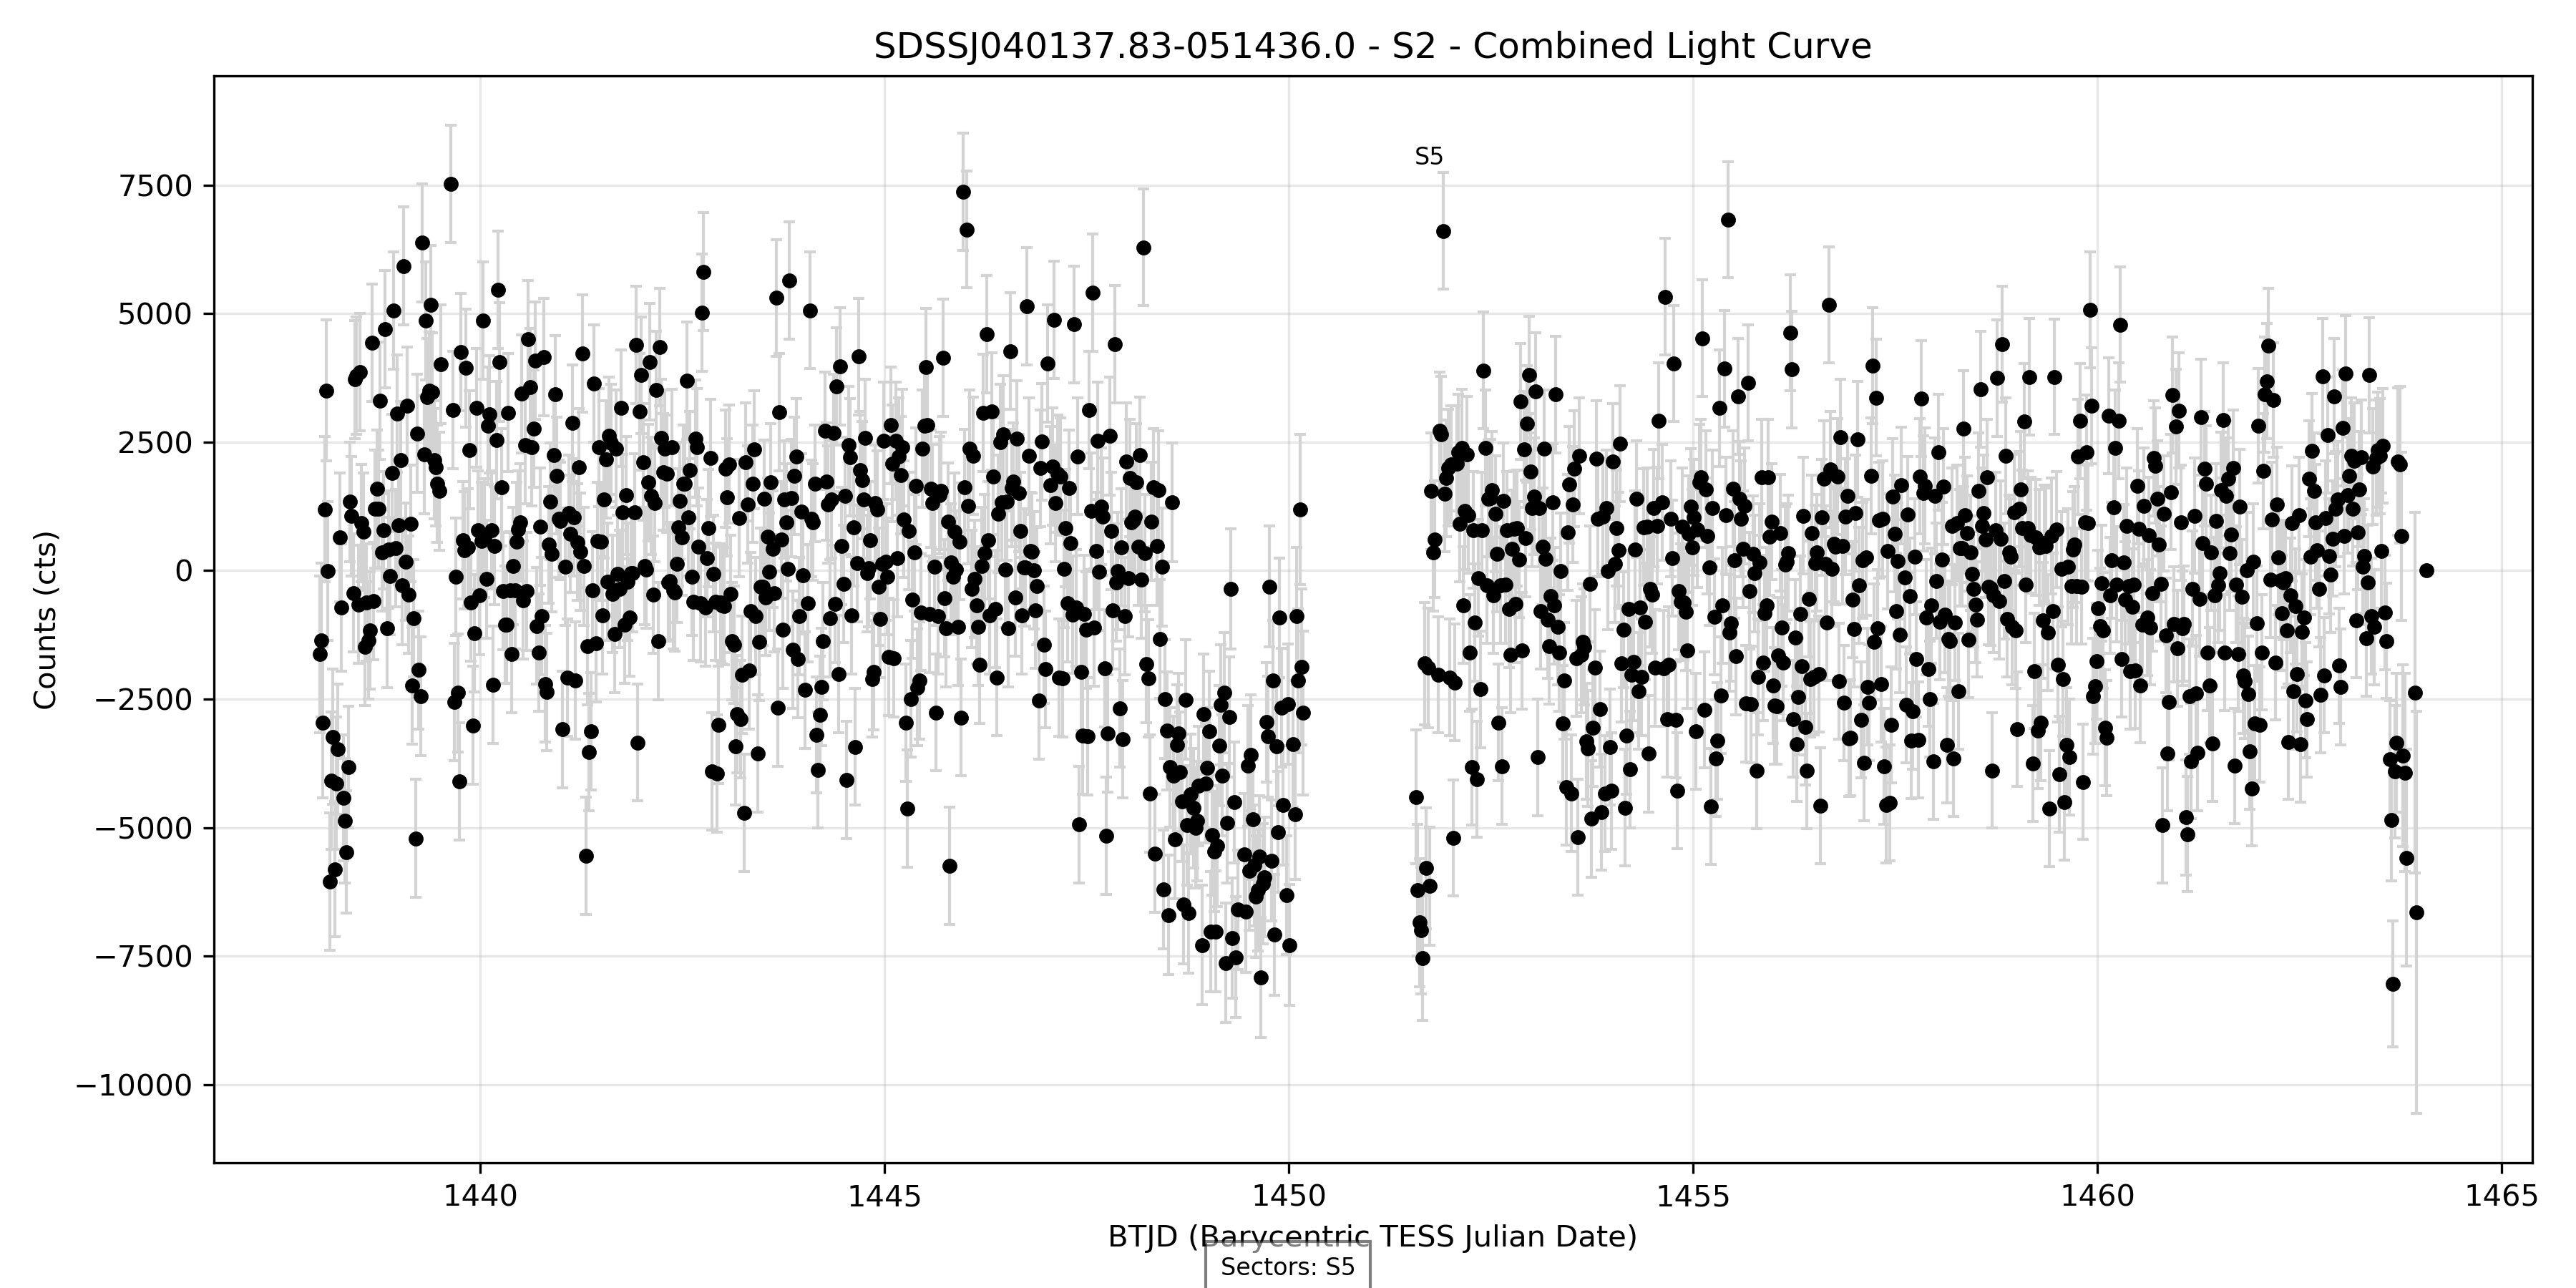 SDSSJ040137.83-051436.0 - S2 - Combined Light Curve
S5
7500
5000
2500
0
−2500
−5000
−7500
−10000
Counts (cts)
1440 1445 1450 1455 1460 1465
BTJD (Barycentric TESS Julian Date)
Sectors: S5